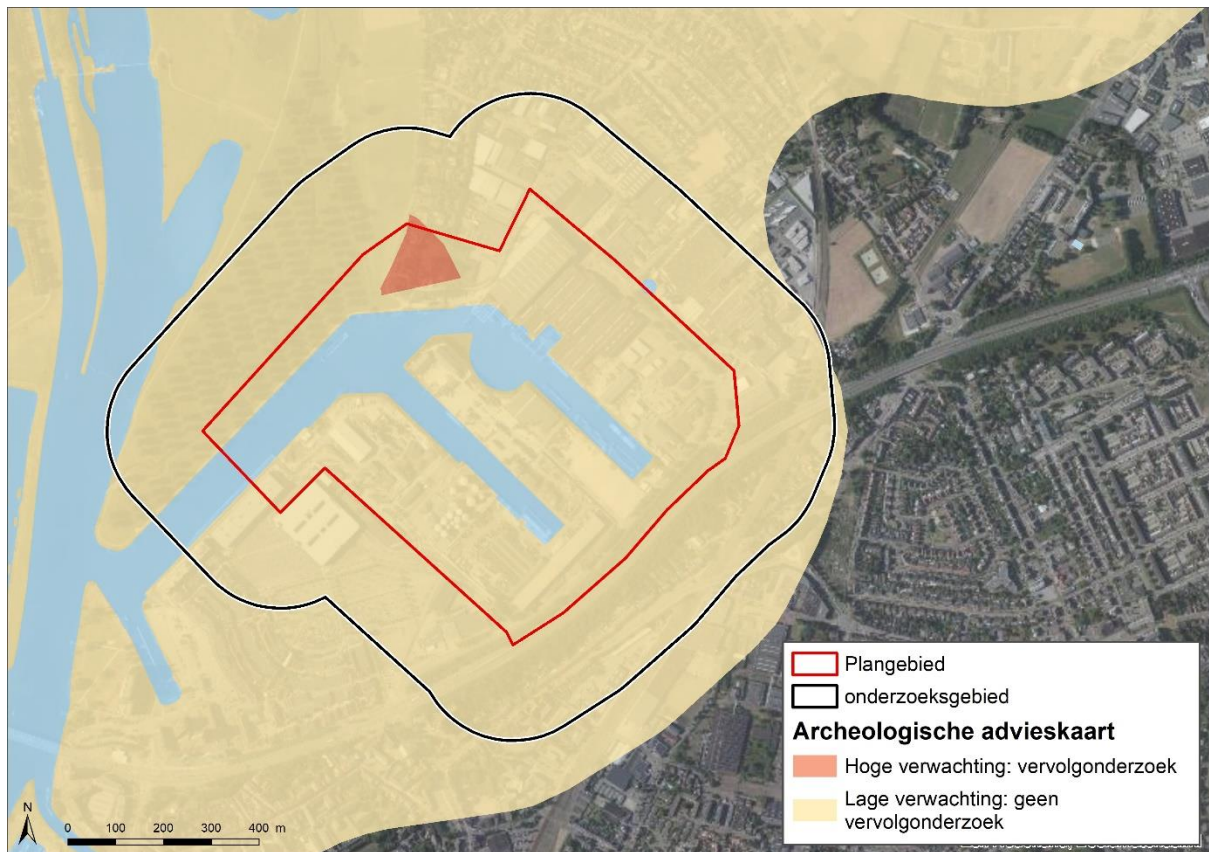 Plangebied
onderzoeksgebied
Archeologische advieskaart
Hoge verwachting: vervolgonderzoek
Lage verwachting: geen
vervolgonderzoek
N
0 100 200 300 400 m